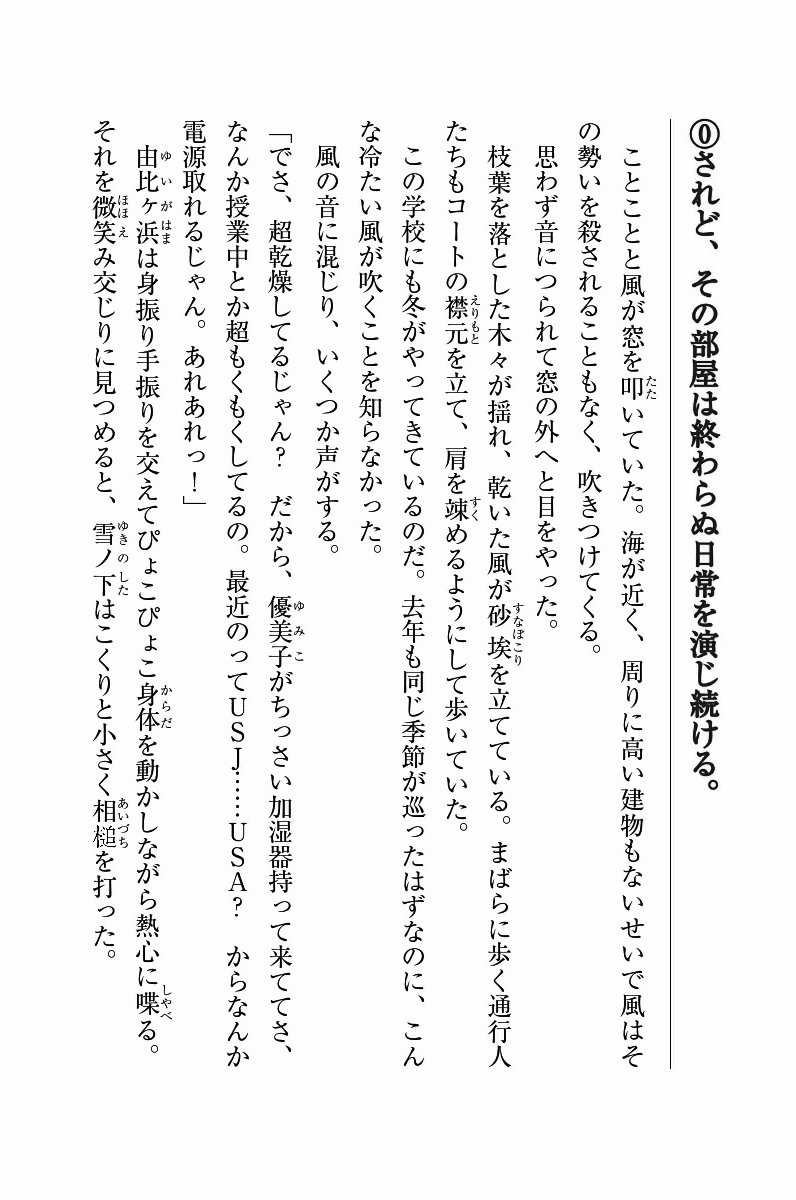 ⓪されど、その部屋は終わらぬ日常を演じ続ける。
ことことと風が窓を叩いていた。海が近く、周りに高い建物もないせいで風はそ
の勢いを殺されることもなく、吹きつけてくる。
思わず音につられて窓の外へと目をやった。
枝葉を落とした木々が揺れ、乾いた風が砂埃を立てている。まばらに歩く通行人
たちもコートの襟元を立て、肩を竦めるようにして歩いていた。
この学校にも冬がやってきているのだ。去年も同じ季節が巡ったはずなのに、こん
な冷たい風が吹くことを知らなかった。
風の音に混じり、いくつか声がする。
「でさ、超乾燥してるじゃん？　だから、優美子がちっさい加湿器持って来ててさ、
なんか授業中とか超もくもくしてるの。最近のってＵＳＪ……ＵＳＡ？　からなんか
電源取れるじゃん。あれあれっ！」
由比ヶ浜は身振り手振りを交えてぴょこぴょこ身体を動かしながら熱心に喋る。
それを微笑み交じりに見つめると、雪ノ下はこくりと小さく相槌を打った。